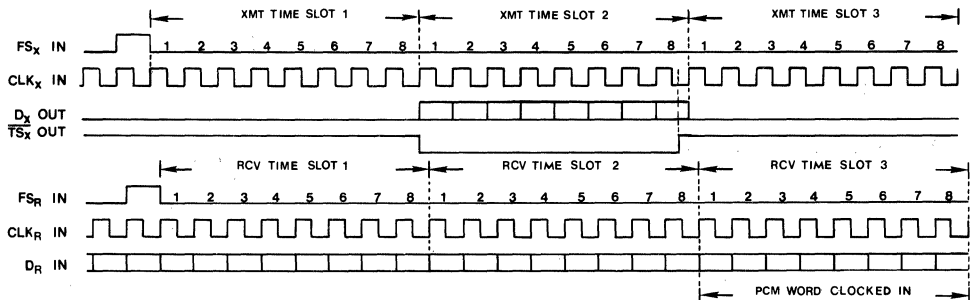 XMT TIME SLOT 1 XMT TIME SLOT 2 XMT TIME SLOT 3
FSX IN 1 2 3 4 5 6 7 8 1 2 3 4 5 6 7 8 1 2 3 4 5 6 7 8
CLKX IN
DX OUT
TSX OUT
RCV TIME SLOT 1 RCV TIME SLOT 2 RCV TIME SLOT 3
FSR IN 1 2 3 4 5 6 7 8 1 2 3 4 5 6 7 8 1 2 3 4 5 6 7 8
CLKR IN
DR IN
PCM WORD CLOCKED IN